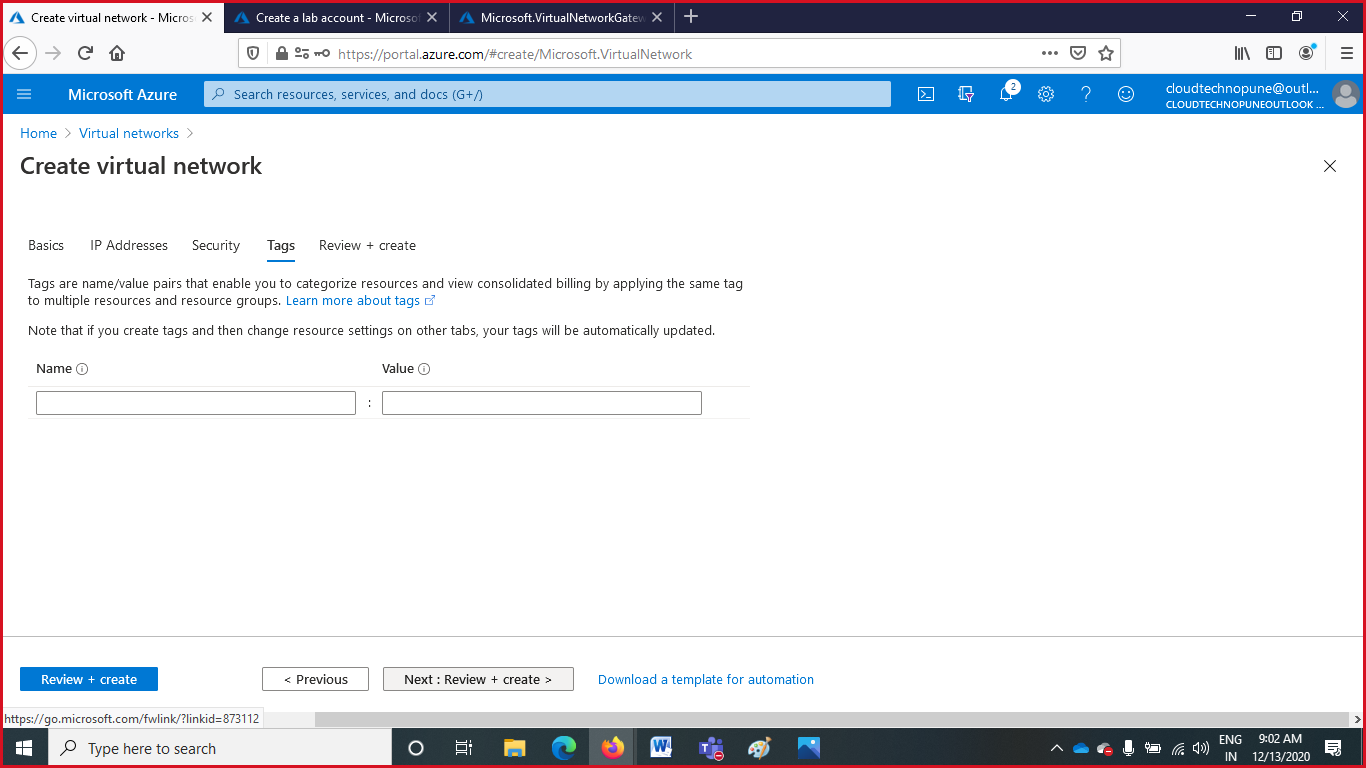 Create virtual network - Micros
Create a lab account - Microsof
Microsoft.VirtualNetworkGatew
https://portal.azure.com/#create/Microsoft.VirtualNetwork
Microsoft Azure
Search resources, services, and docs (G+/)
2
cloudtechnopune@outl...
CLOUDTECHNOPUNEOUTLOOK ...
Home > Virtual networks >
Create virtual network
Basics
IP Addresses
Security
Tags
Review + create
Tags are name/value pairs that enable you to categorize resources and view consolidated billing by applying the same tag
to multiple resources and resource groups. Learn more about tags
Note that if you create tags and then change resource settings on other tabs, your tags will be automatically updated.
Name
Value
:
Review + create
< Previous
Next : Review + create >
Download a template for automation
https://go.microsoft.com/fwlink/?linkid=873112
Type here to search
ENG
IN
9:02 AM
12/13/2020